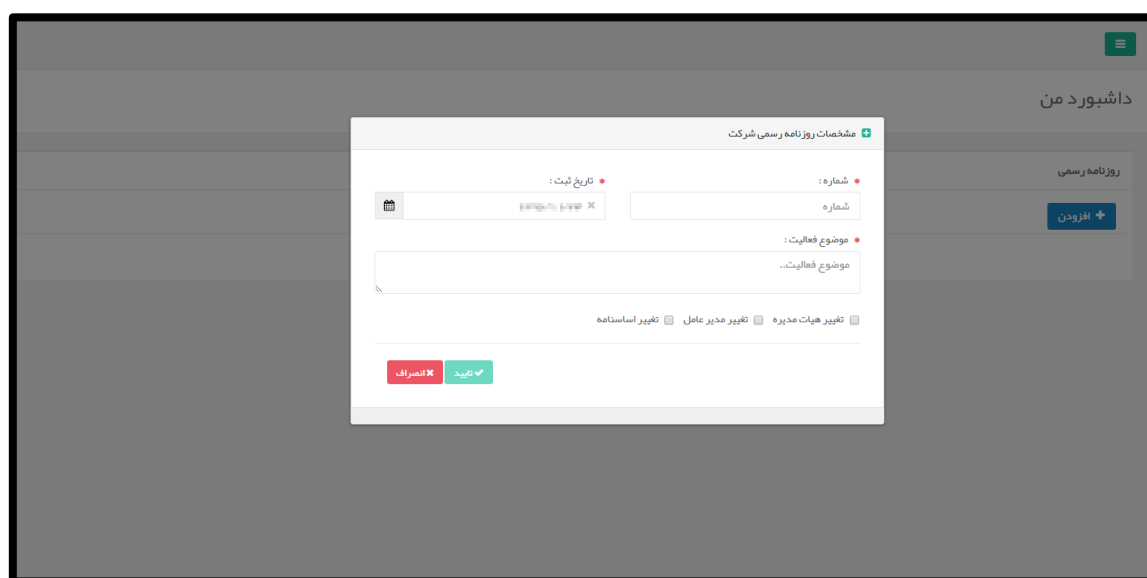 داشبورد من
روزنامه رسمی
افزودن
مشخصات روزنامه رسمی شرکت
* شماره :
* تاریخ ثبت :
شماره
* موضوع فعالیت :
موضوع فعالیت..
تغییر هیات مدیره تغییر مدیر عامل تغییر اساسنامه
تایید انصراف